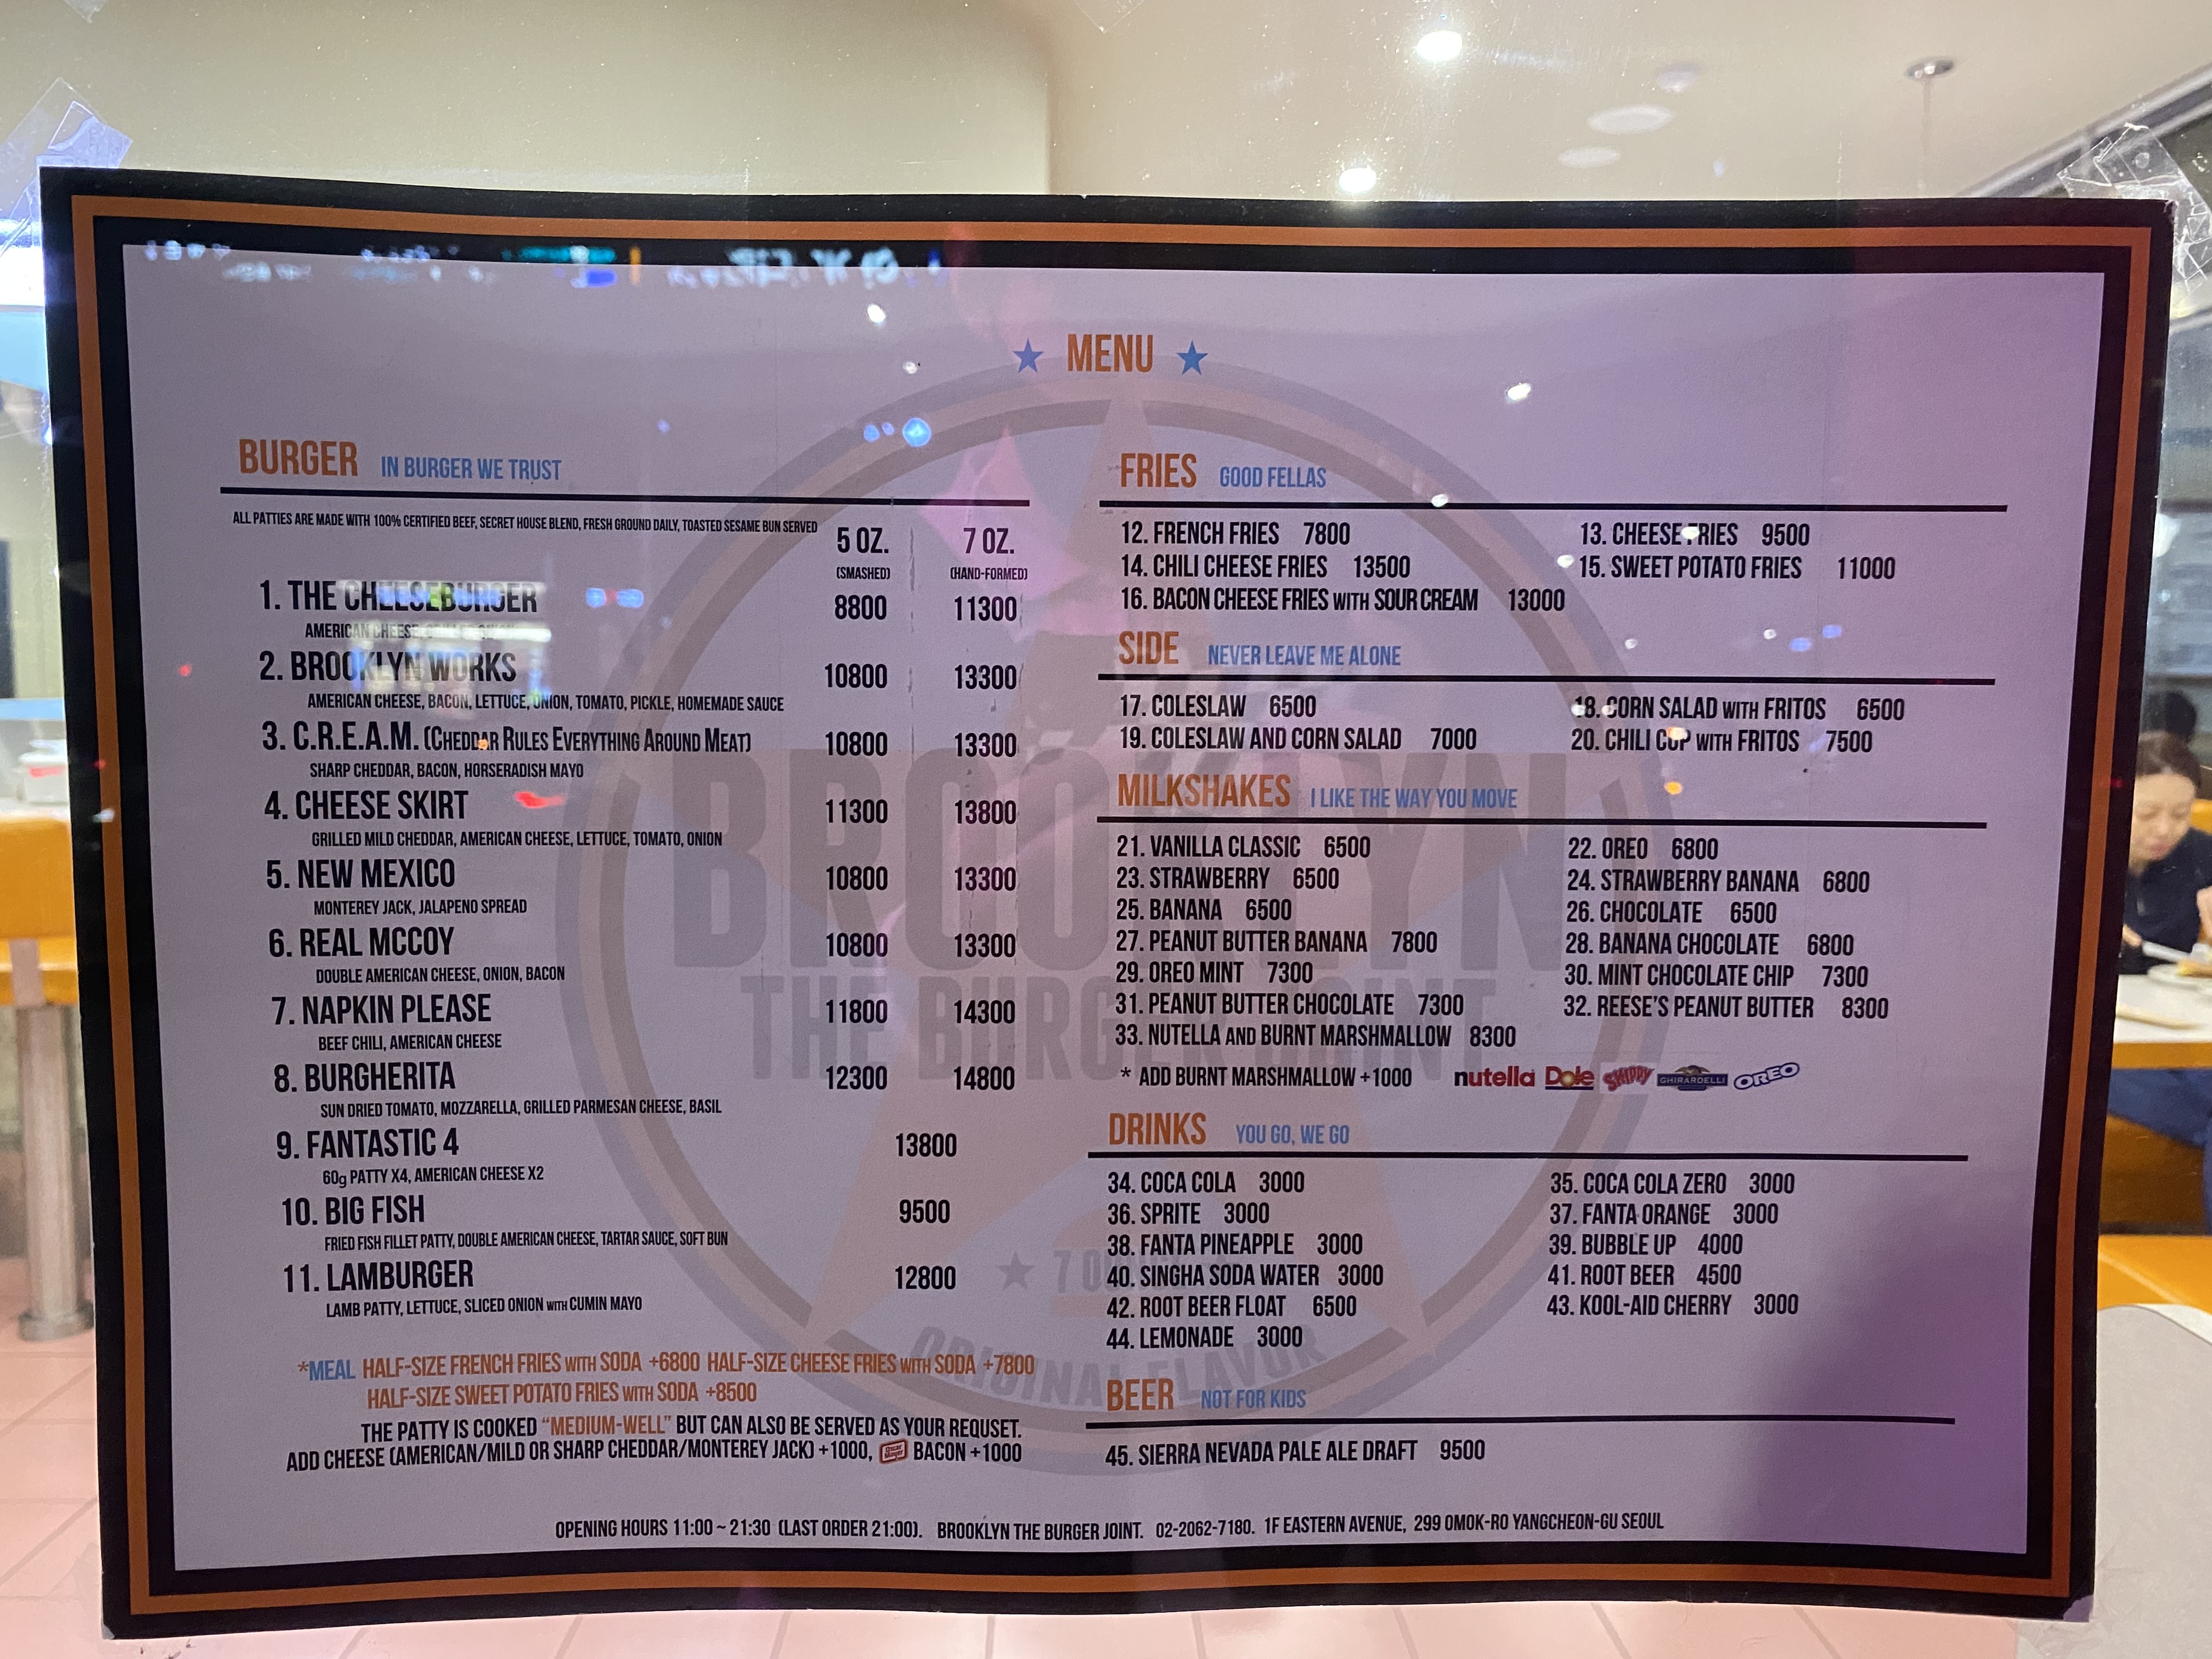 MENU
BURGER IN BURGER WE TRUST
ALL PATTIES ARE MADE WITH 100% CERTIFIED BEEF, SECRET HOUSE BLEND, FRESH GROUND DAILY, TOASTED SESAME BUN SERVED
5 OZ. 7 OZ.
(SMASHED) (HAND-FORMED)
1. THE CHEESEBURGER 8800 11300
AMERICAN CHEESE,
2. BROOKLYN WORKS 10800 13300
AMERICAN CHEESE, BACON, LETTUCE, ONION, TOMATO, PICKLE, HOMEMADE SAUCE
3. C.R.E.A.M. (CHEDDAR RULES EVERYTHING AROUND MEAT) 10800 13300
SHARP CHEDDAR, BACON, HORSERADISH MAYO
4. CHEESE SKIRT 11300 13800
GRILLED MILD CHEDDAR, AMERICAN CHEESE, LETTUCE, TOMATO, ONION
5. NEW MEXICO 10800 13300
MONTEREY JACK, JALAPENO SPREAD
6. REAL MCCOY 10800 13300
DOUBLE AMERICAN CHEESE, ONION, BACON
7. NAPKIN PLEASE 11800 14300
BEEF CHILI, AMERICAN CHEESE
8. BURGHERITA 12300 14800
SUN DRIED TOMATO, MOZZARELLA, GRILLED PARMESAN CHEESE, BASIL
9. FANTASTIC 4 13800
60g PATTY X4, AMERICAN CHEESE X2
10. BIG FISH 9500
FRIED FISH FILLET PATTY, DOUBLE AMERICAN CHEESE, TARTAR SAUCE, SOFT BUN
11. LAMBURGER 12800
LAMB PATTY, LETTUCE, SLICED ONION WITH CUMIN MAYO
*MEAL HALF-SIZE FRENCH FRIES WITH SODA +6800 HALF-SIZE CHEESE FRIES WITH SODA +7800
HALF-SIZE SWEET POTATO FRIES WITH SODA +8500
THE PATTY IS COOKED "MEDIUM-WELL" BUT CAN ALSO BE SERVED AS YOUR REQUSET.
ADD CHEESE (AMERICAN/MILD OR SHARP CHEDDAR/MONTEREY JACK) +1000, Oscar Mayer BACON +1000
FRIES GOOD FELLAS
12. FRENCH FRIES 7800 13. CHEESE FRIES 9500
14. CHILI CHEESE FRIES 13500 15. SWEET POTATO FRIES 11000
16. BACON CHEESE FRIES WITH SOUR CREAM 13000
SIDE NEVER LEAVE ME ALONE
17. COLESLAW 6500 18. CORN SALAD WITH FRITOS 6500
19. COLESLAW AND CORN SALAD 7000 20. CHILI CUP WITH FRITOS 7500
MILKSHAKES I LIKE THE WAY YOU MOVE
21. VANILLA CLASSIC 6500 22. OREO 6800
23. STRAWBERRY 6500 24. STRAWBERRY BANANA 6800
25. BANANA 6500 26. CHOCOLATE 6500
27. PEANUT BUTTER BANANA 7800 28. BANANA CHOCOLATE 6800
29. OREO MINT 7300 30. MINT CHOCOLATE CHIP 7300
31. PEANUT BUTTER CHOCOLATE 7300 32. REESE'S PEANUT BUTTER 8300
33. NUTELLA AND BURNT MARSHMALLOW 8300
* ADD BURNT MARSHMALLOW +1000 nutella Dole SKIPPY GHIRARDELLI OREO
DRINKS YOU GO, WE GO
34. COCA COLA 3000 35. COCA COLA ZERO 3000
36. SPRITE 3000 37. FANTA ORANGE 3000
38. FANTA PINEAPPLE 3000 39. BUBBLE UP 4000
40. SINGHA SODA WATER 3000 41. ROOT BEER 4500
42. ROOT BEER FLOAT 6500 43. KOOL-AID CHERRY 3000
44. LEMONADE 3000
BEER NOT FOR KIDS
45. SIERRA NEVADA PALE ALE DRAFT 9500
BROOKLYN
THE BURGER JOINT
ORIGINAL FLAVOR
OPENING HOURS 11:00 ~ 21:30 (LAST ORDER 21:00). BROOKLYN THE BURGER JOINT. 02-2062-7180. 1F EASTERN AVENUE, 299 OMOK-RO YANGCHEON-GU SEOUL